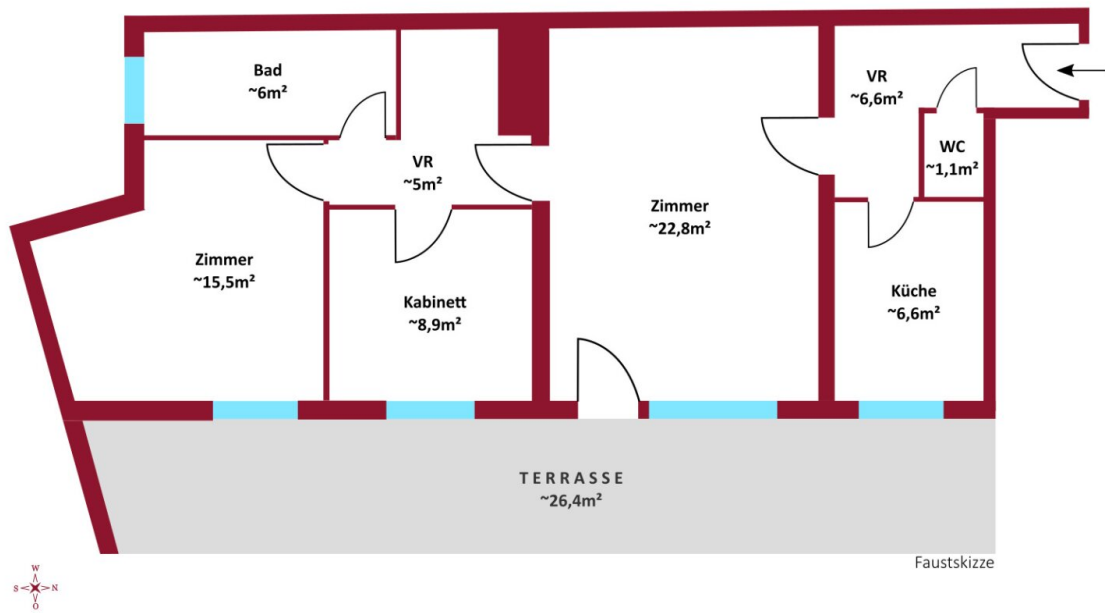 Bad
~6m²
VR
~6,6m²
WC
~1,1m²
VR
~5m²
Zimmer
~22,8m²
Zimmer
~15,5m²
Kabinett
~8,9m²
Küche
~6,6m²
TERRASSE
~26,4m²
Faustskizze
W
S N
O